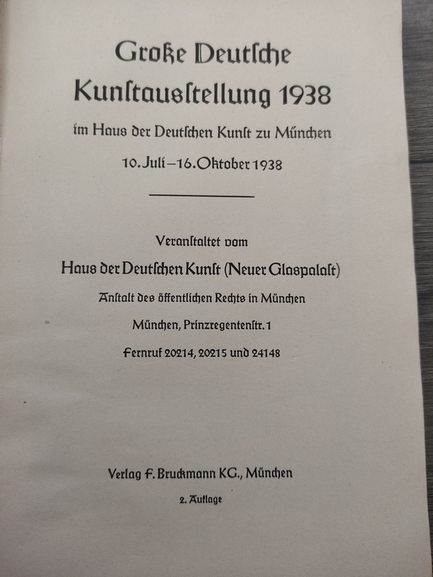 Große Deutſche
Kunſtausſtellung 1938
im Haus der Deutſchen Kunſt zu München
10. Juli – 16. Oktober 1938
Veranſtaltet vom
Haus der Deutſchen Kunſt (Neuer Glaspalaſt)
Anſtalt des öffentlichen Rechts in München
München, Prinzregentenſtr. 1
Fernruf 20214, 20215 und 24148
Verlag F. Bruckmann KG., München
2. Auflage